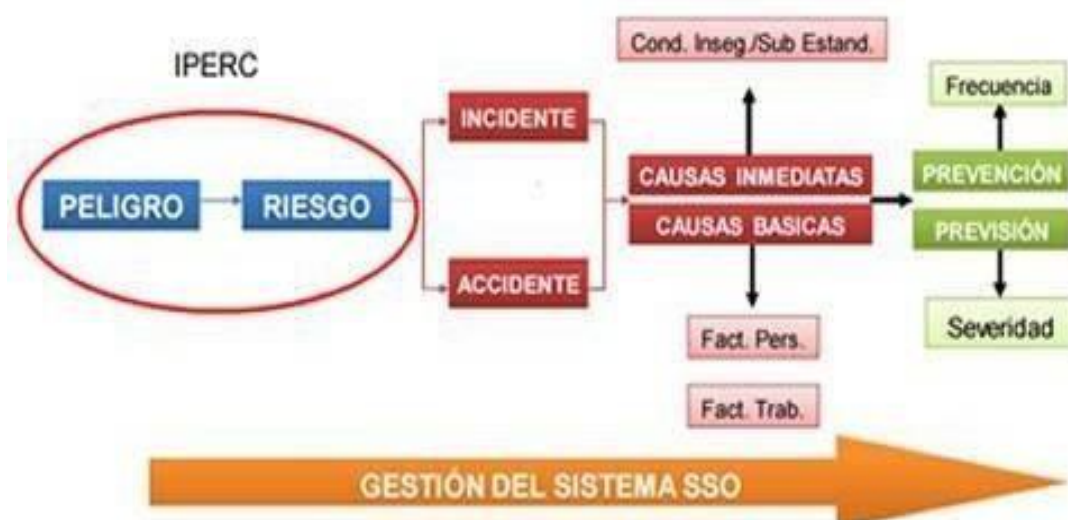 IPERC
PELIGRO
RIESGO
INCIDENTE
ACCIDENTE
Cond. Inseg./Sub Estand.
CAUSAS INMEDIATAS
CAUSAS BASICAS
Fact. Pers.
Fact. Trab.
Frecuencia
PREVENCIÓN
PREVISIÓN
Severidad
GESTIÓN DEL SISTEMA SSO